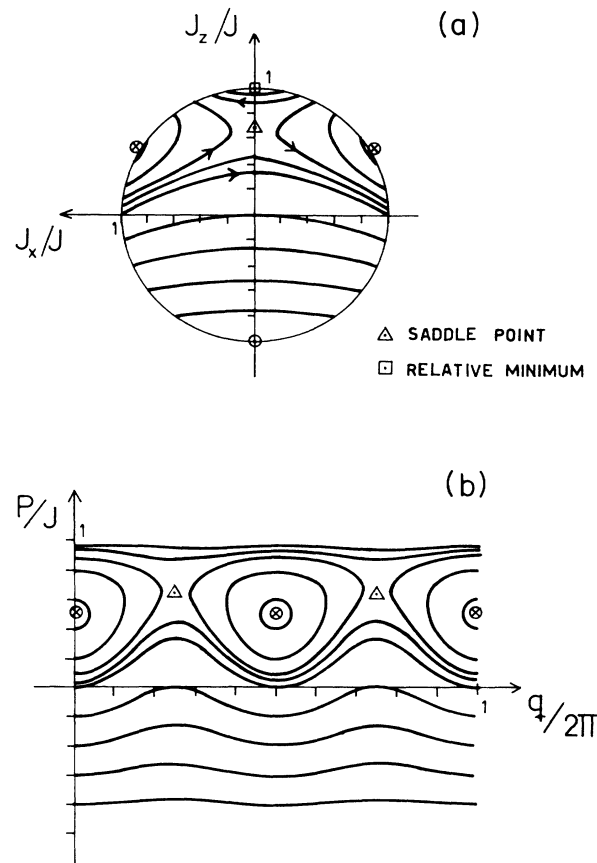 (a)
J_z/J
1
1
J_x/J
SADDLE POINT
RELATIVE MINIMUM
(b)
P/J
1
1
q/2π